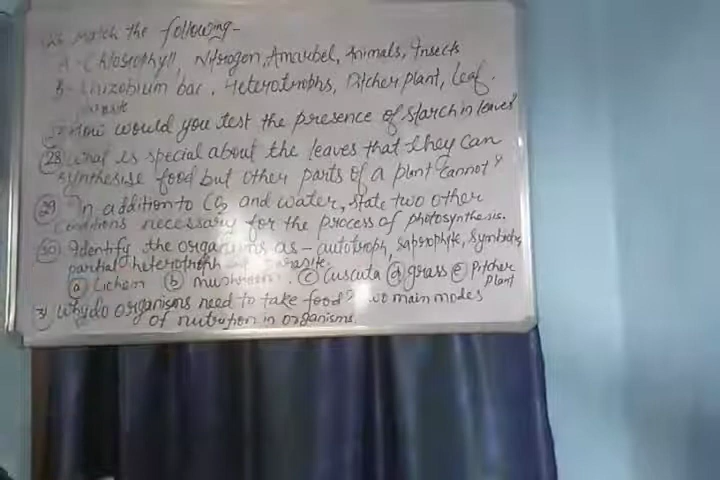 Match the following-
A- Chlorophyll, Nitrogen, Amarbel, Animals, Insects
B- Rhizobium bac, Heterotrophs, Pitcher plant, Leaf.
How would you test the presence of starch in leaves?
28 What is special about the leaves that they can
synthesise food but other parts of a plant cannot?
29 In addition to CO2 and water, state two other
conditions necessary for the process of photosynthesis.
30 Identify the organisms as - autotroph, saprophyte, Symbiotic,
partial heterotroph parasite.
(a) Lichen (b) mushroom. (c) Cuscuta (d) grass (e) Pitcher
Plant
31 Why do organisms need to take food? main modes
of nutrition in organisms.